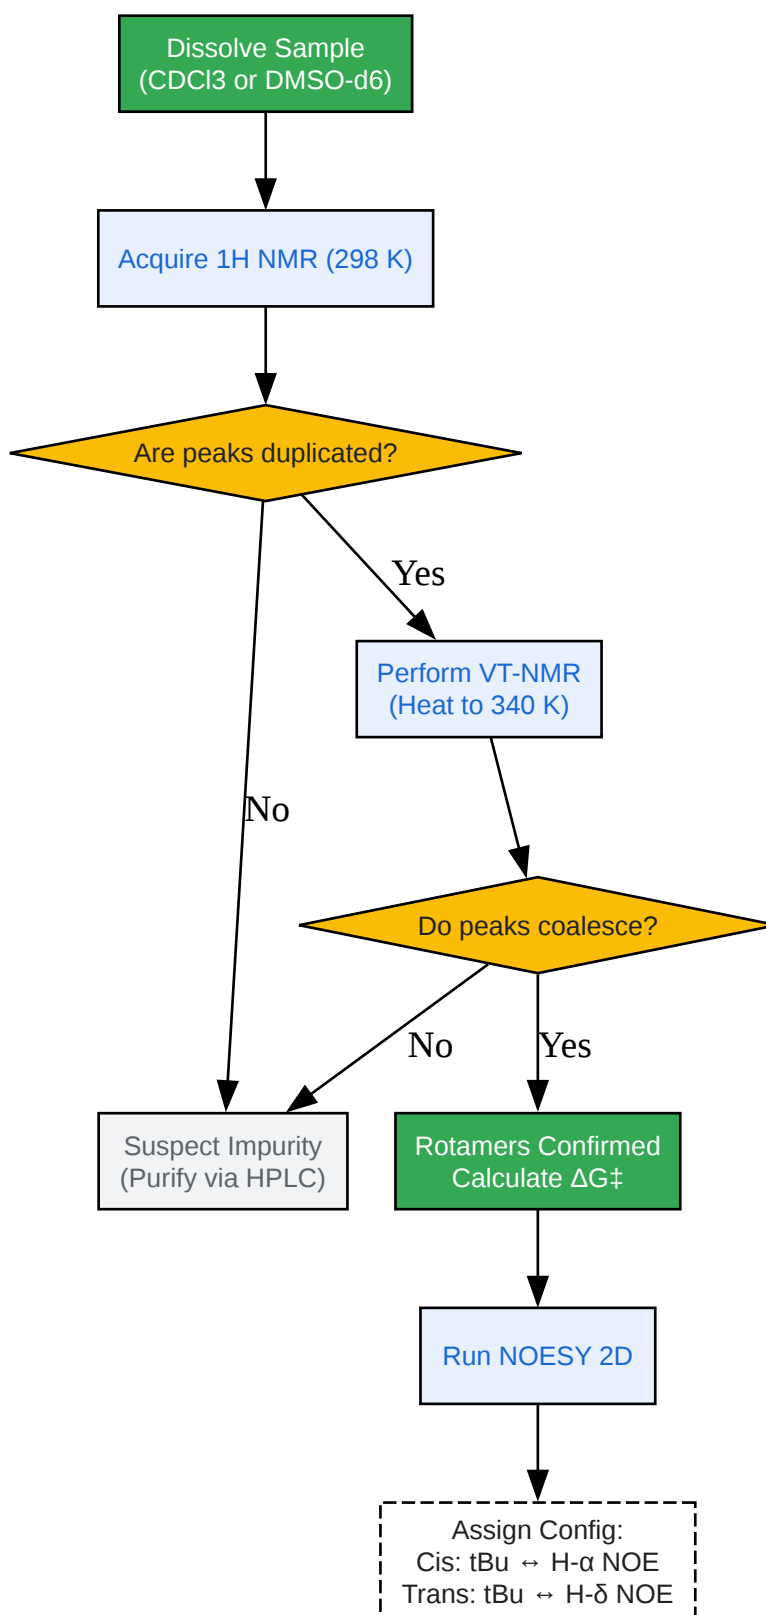 Dissolve Sample
(CDCl3 or DMSO-d6)
Acquire 1H NMR (298 K)
Are peaks duplicated?
Yes
Perform VT-NMR
(Heat to 340 K)
No
Do peaks coalesce?
No
Yes
Suspect Impurity
(Purify via HPLC)
Rotamers Confirmed
Calculate ΔG‡
Run NOESY 2D
Assign Config:
Cis: tBu ↔ H-α NOE
Trans: tBu ↔ H-δ NOE